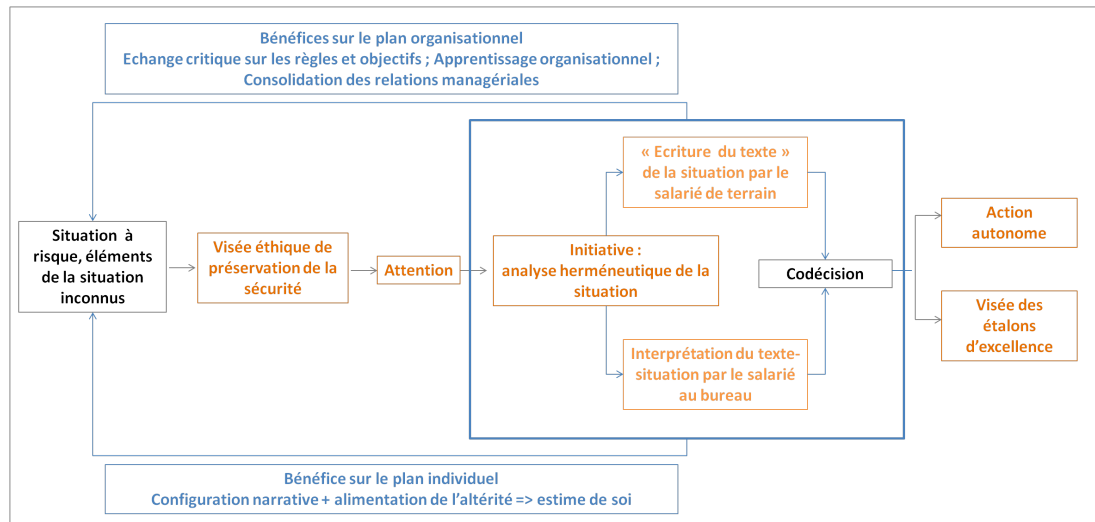 Bénéfices sur le plan organisationnel
Echange critique sur les règles et objectifs ; Apprentissage organisationnel ;
Consolidation des relations managériales
« Ecriture du texte »
de la situation par le
salarié de terrain
Situation à
risque, éléments
de la situation
inconnus
Visée éthique de
préservation de la
sécurité
Attention
Initiative :
analyse herméneutique de la
situation
Codécision
Action
autonome
Visée des
étalons
d’excellence
Interprétation du texte-
situation par le salarié
au bureau
Bénéfice sur le plan individuel
Configuration narrative + alimentation de l’altérité => estime de soi